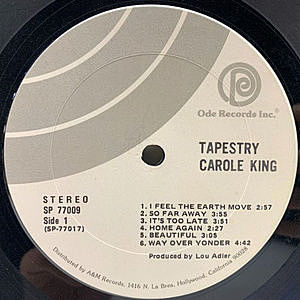 Ode Records Inc.
TAPESTRY
CAROLE KING
STEREO
SP 77009
Side 1
(SP-77017)
1. I FEEL THE EARTH MOVE 2:57
2. SO FAR AWAY 3:55
3. IT'S TOO LATE 3:53
4. HOME AGAIN 2:27
5. BEAUTIFUL 3:05
6. WAY OVER YONDER 4:42
Produced by Lou Adler
Distributed by A&M Records, 1416 N. La Brea, Hollywood, California 90028